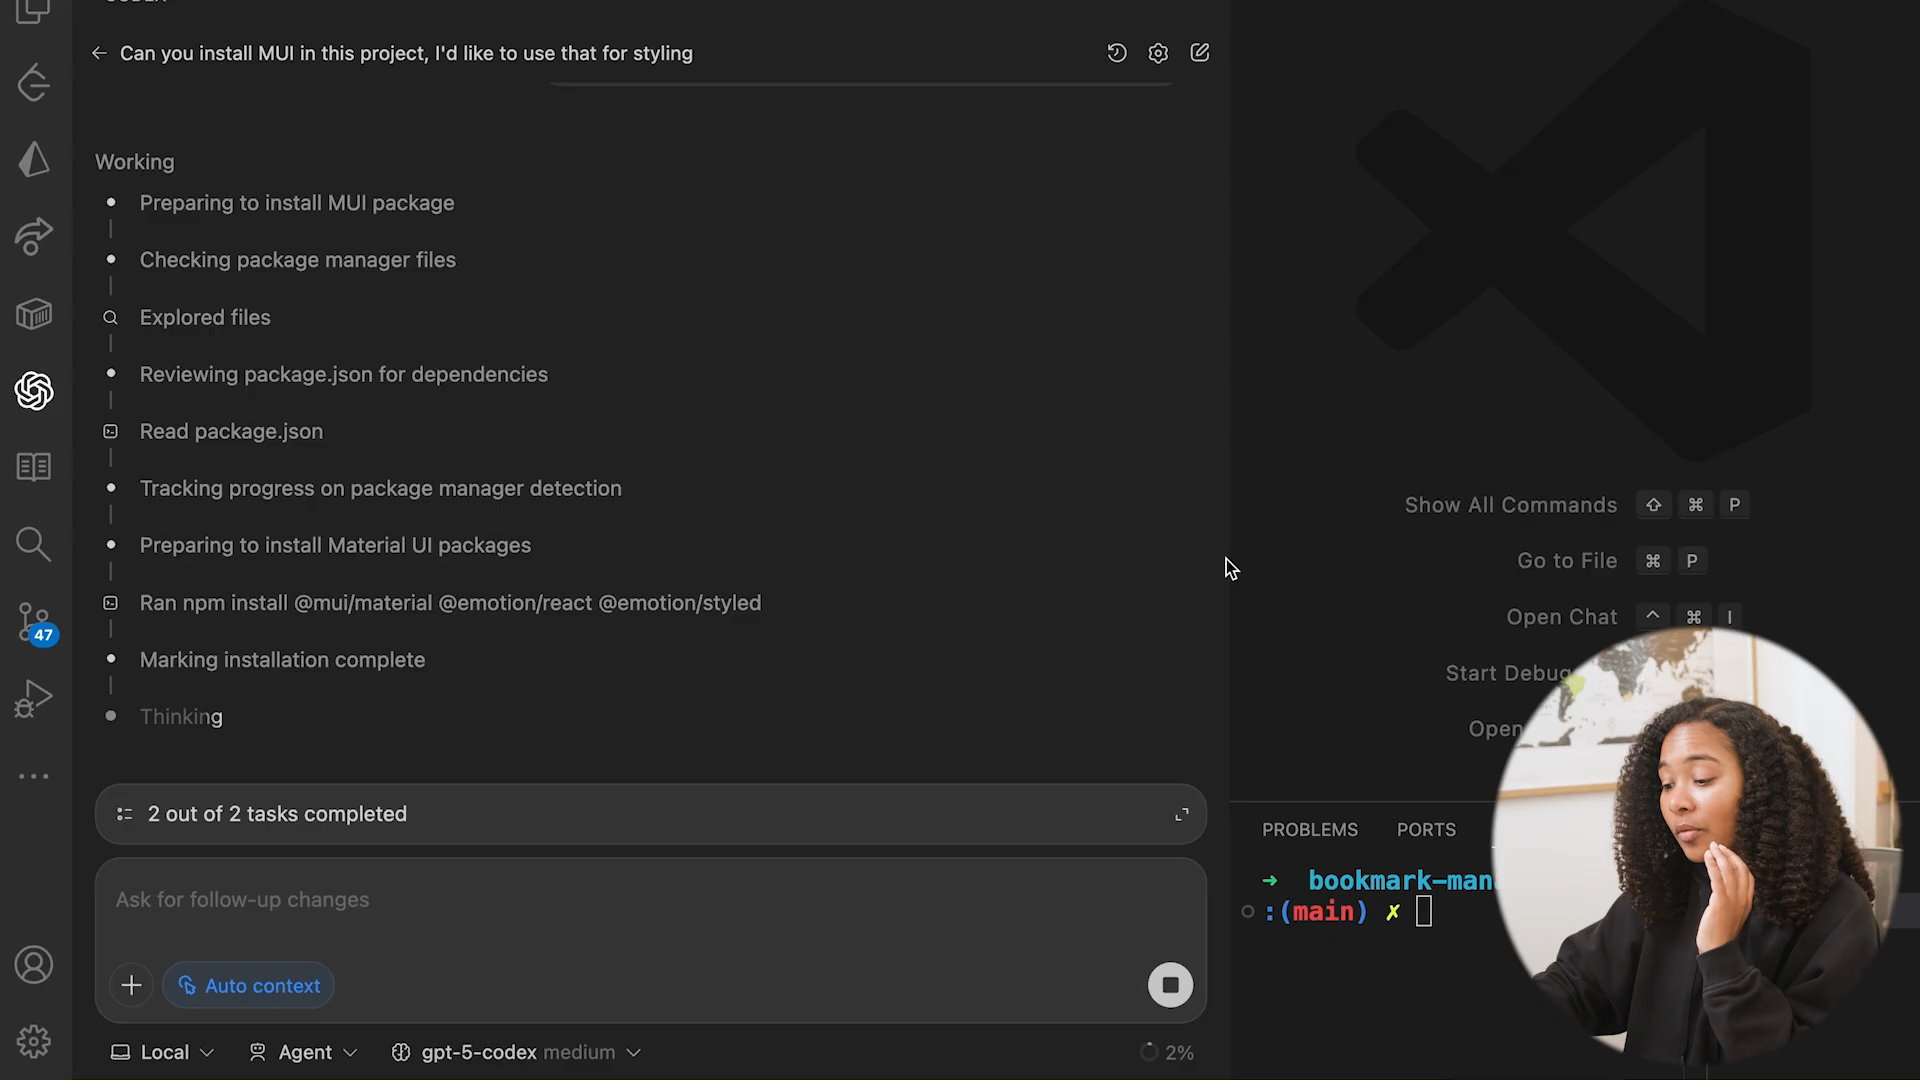 Can you install MUI in this project, I'd like to use that for styling
Working
Preparing to install MUI package
Checking package manager files
Explored files
Reviewing package.json for dependencies
Read package.json
Tracking progress on package manager detection
Preparing to install Material UI packages
Ran npm install @mui/material @emotion/react @emotion/styled
Marking installation complete
Thinking
2 out of 2 tasks completed
Ask for follow-up changes
Auto context
Local
Agent
gpt-5-codex medium
2%
47
Show All Commands ⇧ ⌘ P
Go to File ⌘ P
Open Chat ^ ⌘ I
Start Debug
Open
PROBLEMS PORTS
➜ bookmark-man
:(main) ✗